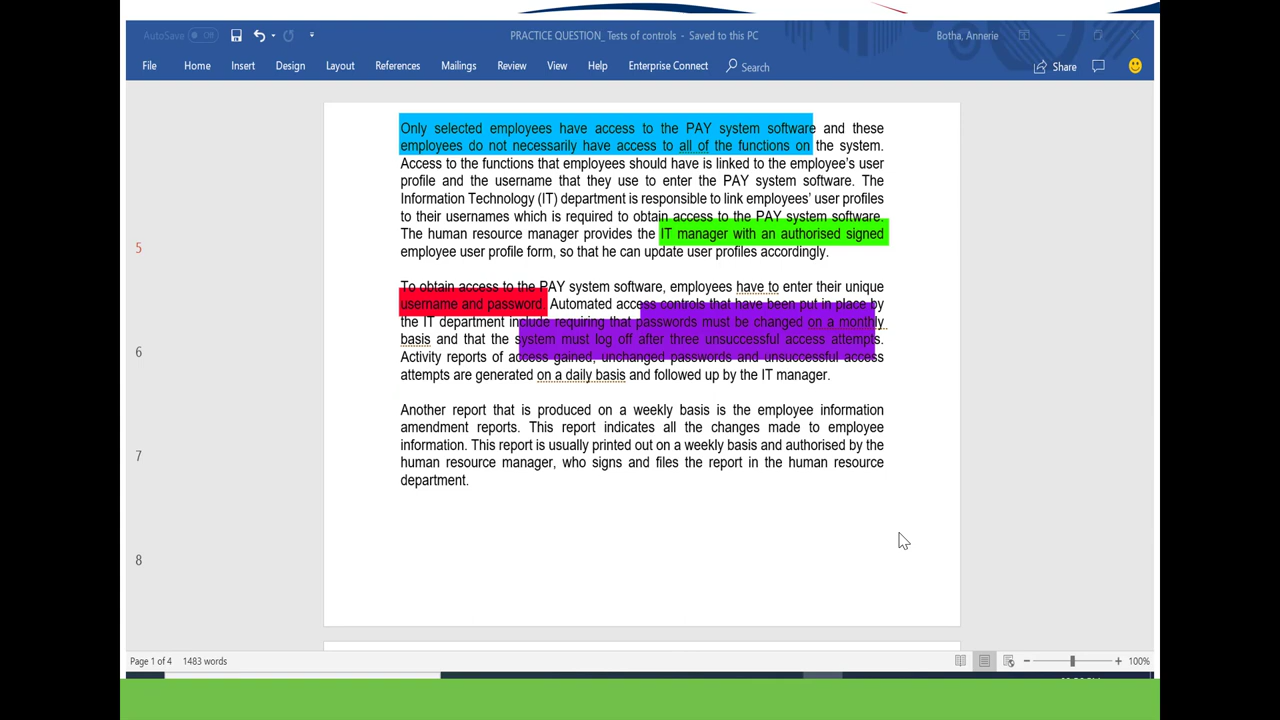 AutoSave Off
PRACTICE QUESTION_ Tests of controls - Saved to this PC
Botha, Annerie
File Home Insert Design Layout References Mailings Review View Help Enterprise Connect Search Share
Only selected employees have access to the PAY system software and these
employees do not necessarily have access to all of the functions on the system.
Access to the functions that employees should have is linked to the employee's user
profile and the username that they use to enter the PAY system software. The
Information Technology (IT) department is responsible to link employees' user profiles
to their usernames which is required to obtain access to the PAY system software.
The human resource manager provides the IT manager with an authorised signed
5
employee user profile form, so that he can update user profiles accordingly.
To obtain access to the PAY system software, employees have to enter their unique
username and password. Automated access controls that have been put in place by
the IT department include requiring that passwords must be changed on a monthly
basis and that the system must log off after three unsuccessful access attempts.
6
Activity reports of access gained, unchanged passwords and unsuccessful access
attempts are generated on a daily basis and followed up by the IT manager.
Another report that is produced on a weekly basis is the employee information
amendment reports. This report indicates all the changes made to employee
information. This report is usually printed out on a weekly basis and authorised by the
7
human resource manager, who signs and files the report in the human resource
department.
8
Page 1 of 4 1483 words
100%